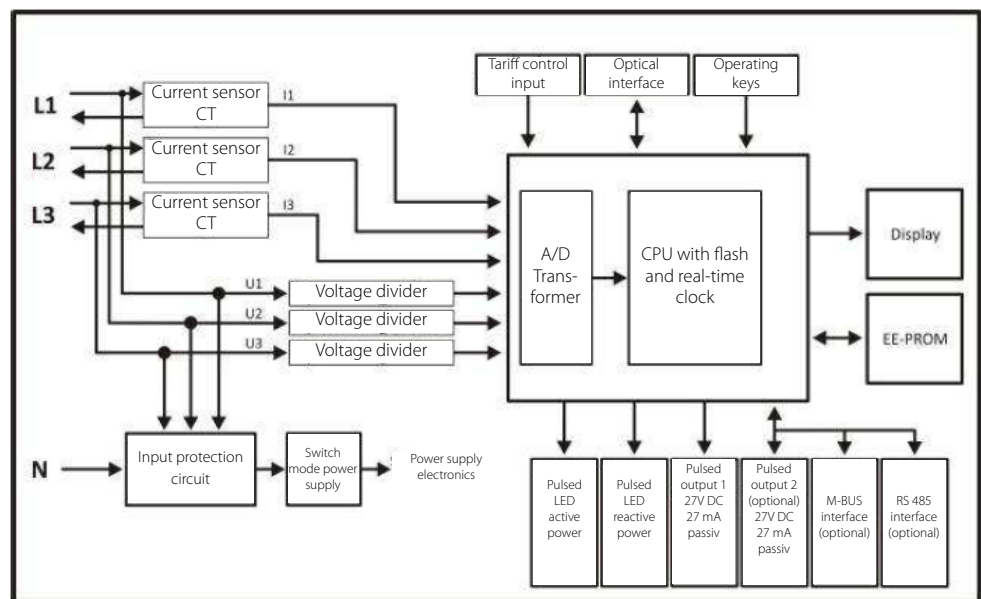 Tariff control
input
Optical
interface
Operating
keys
L1
Current sensor
CT
I1
L2
Current sensor
CT
I2
L3
Current sensor
CT
I3
A/D
Trans-
former
CPU with flash
and real-time
clock
Display
EE-PROM
U1
Voltage divider
U2
Voltage divider
U3
Voltage divider
N
Input protection
circuit
Switch
mode power
supply
Power supply
electronics
Pulsed
LED
active
power
Pulsed
LED
reactive
power
Pulsed
output 1
27V DC
27 mA
passiv
Pulsed
output 2
(optional)
27V DC
27 mA
passiv
M-BUS
interface
(optional)
RS 485
interface
(optional)